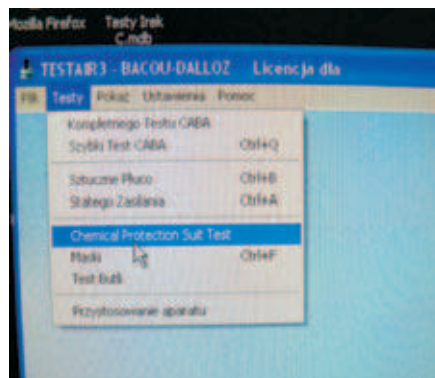 Mozilla Firefox Testy Irek
C.mdb
TESTAIR3 - BACOU-DALLOZ Licencja dla
Plik Testy Pokaż Ustawienia Pomoc
Kompletnego Testu CABA
Szybki Test CABA Ctrl+Q
Sztuczne Płuco Ctrl+B
Stałego Zasilania Ctrl+A
Chemical Protection Suit Test
Maski Ctrl+F
Test Butli
Przystosowanie aparatu